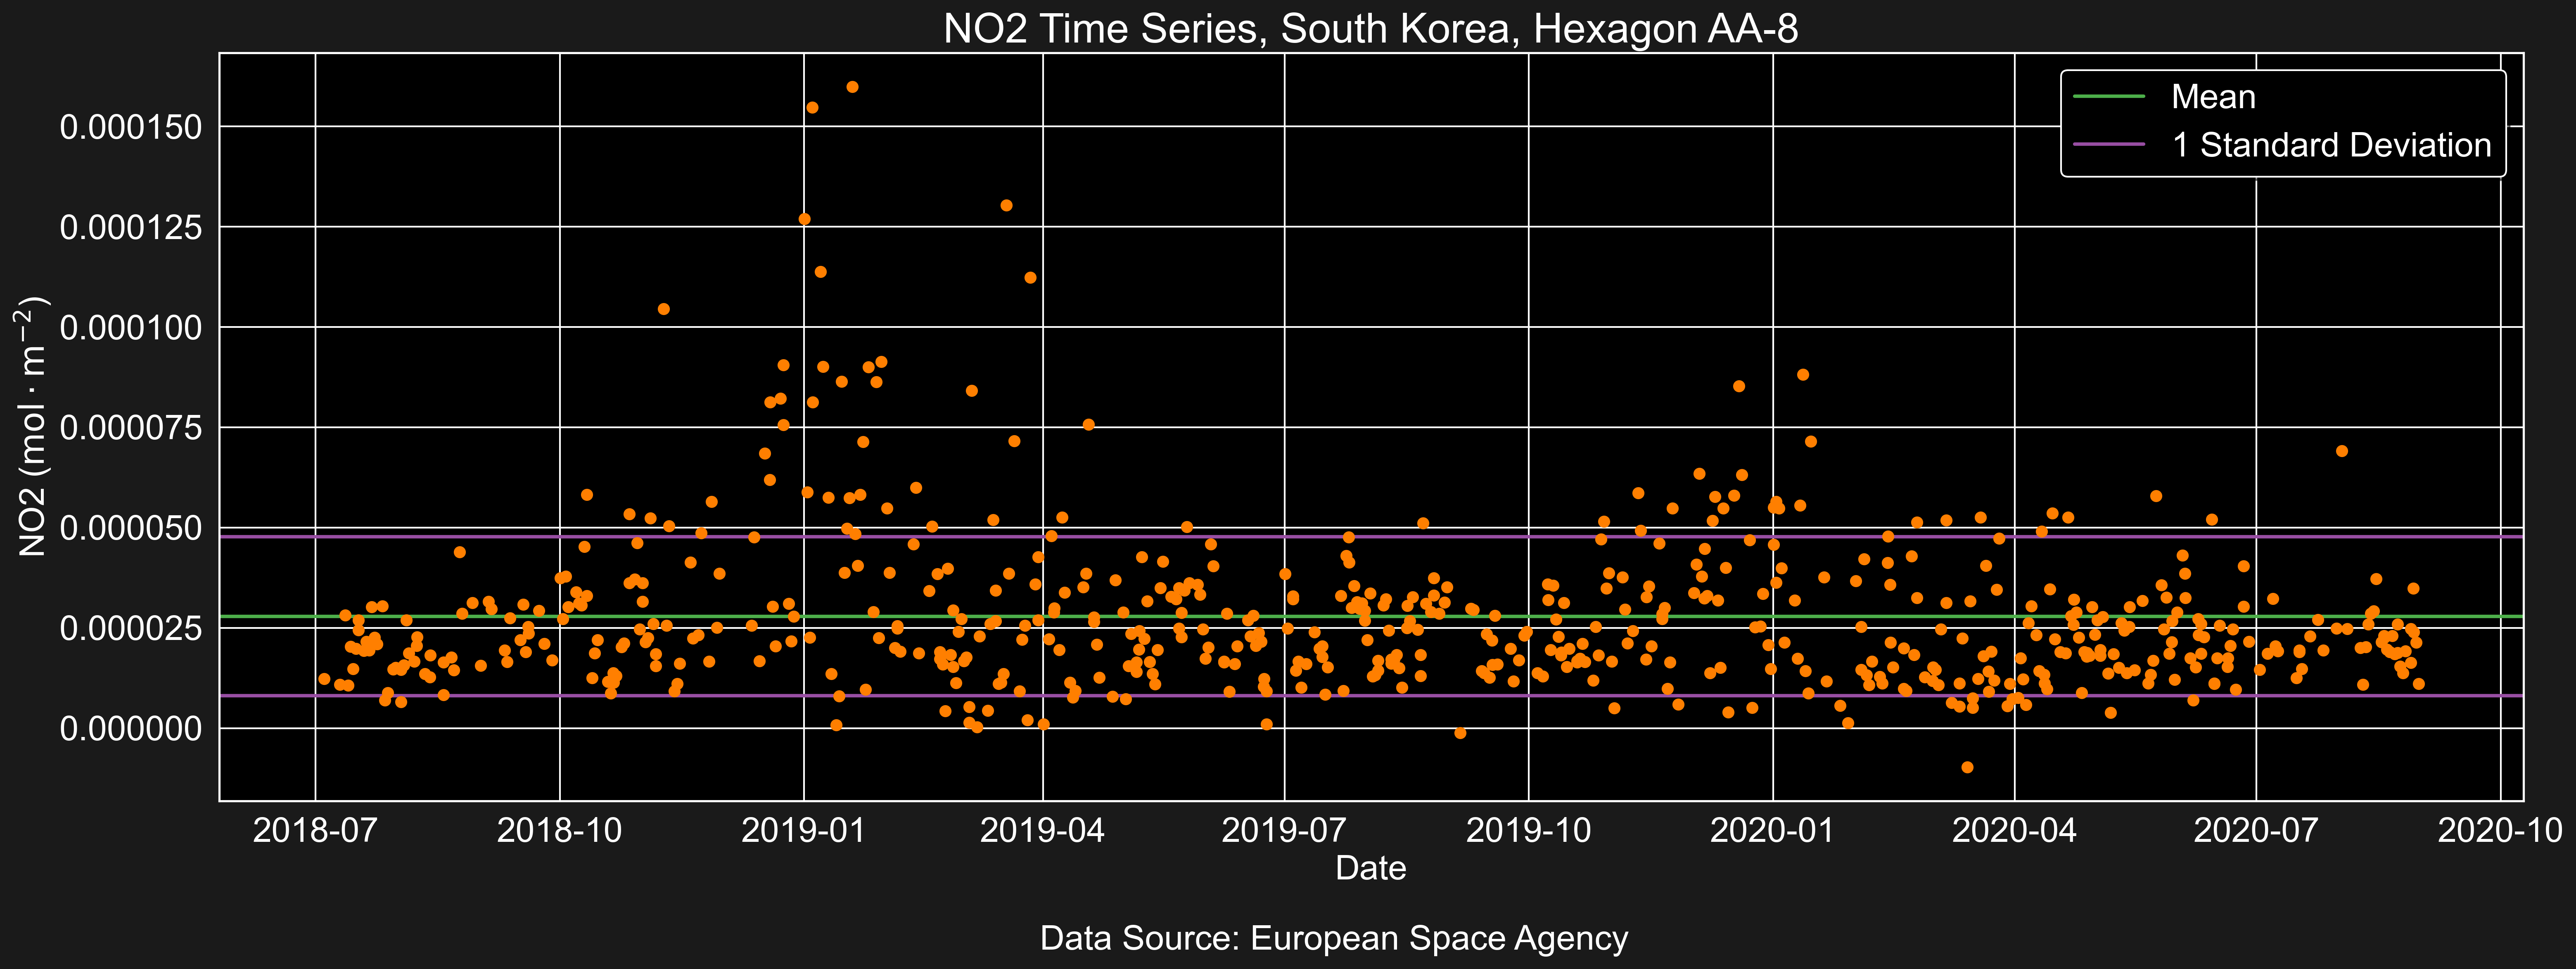 NO2 Time Series, South Korea, Hexagon AA-8
Mean
1 Standard Deviation
NO2 (mol · m⁻²)
0.000150
0.000125
0.000100
0.000075
0.000050
0.000025
0.000000
2018-07 2018-10 2019-01 2019-04 2019-07 2019-10 2020-01 2020-04 2020-07 2020-10
Date
Data Source: European Space Agency